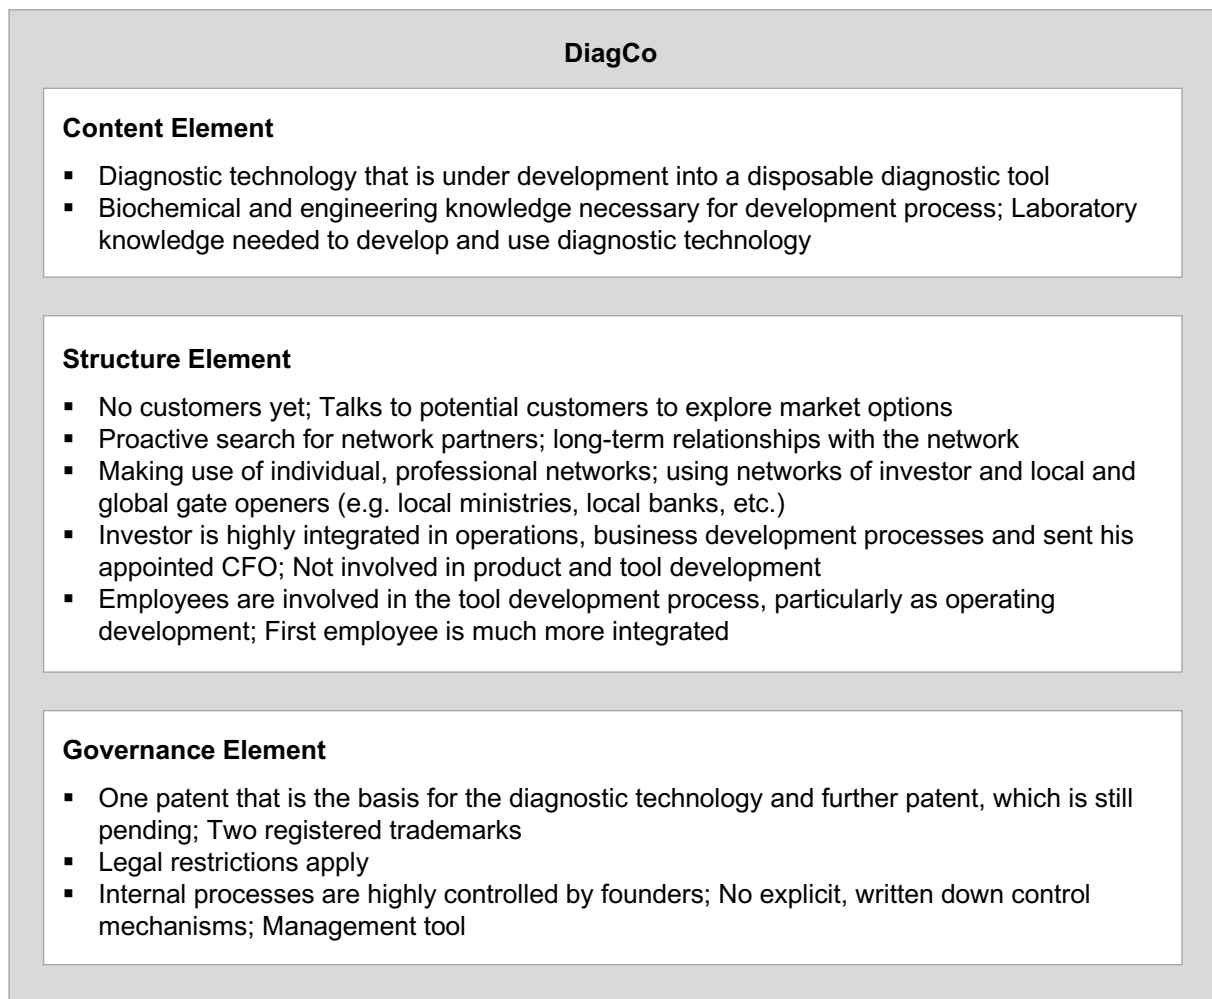 DiagCo
Content Element
▪ Diagnostic technology that is under development into a disposable diagnostic tool
▪ Biochemical and engineering knowledge necessary for development process; Laboratory
knowledge needed to develop and use diagnostic technology
Structure Element
▪ No customers yet; Talks to potential customers to explore market options
▪ Proactive search for network partners; long-term relationships with the network
▪ Making use of individual, professional networks; using networks of investor and local and
global gate openers (e.g. local ministries, local banks, etc.)
▪ Investor is highly integrated in operations, business development processes and sent his
appointed CFO; Not involved in product and tool development
▪ Employees are involved in the tool development process, particularly as operating
development; First employee is much more integrated
Governance Element
▪ One patent that is the basis for the diagnostic technology and further patent, which is still
pending; Two registered trademarks
▪ Legal restrictions apply
▪ Internal processes are highly controlled by founders; No explicit, written down control
mechanisms; Management tool